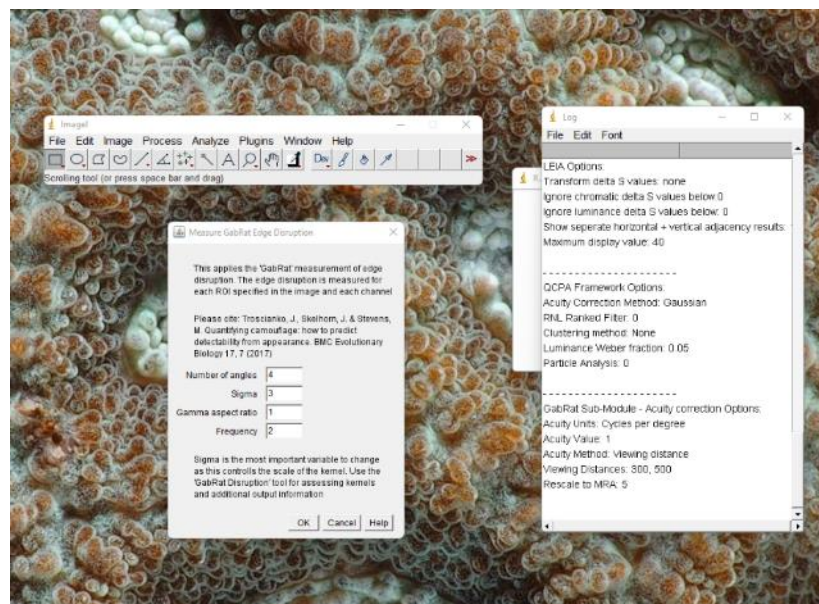 ImageJ
File Edit Image Process Analyze Plugins Window Help
Dev
Scrolling tool (or press space bar and drag)
Measure GabRat Edge Disruption
This applies the 'GabRat' measurement of edge
disruption. The edge disruption is measured for
each ROI specified in the image and each channel
Please cite: Troscianko, J., Skelhorn, J. & Stevens,
M. Quantifying camouflage: how to predict
detectability from appearance. BMC Evolutionary
Biology 17, 7 (2017)
Number of angles 4
Sigma 3
Gamma aspect ratio 1
Frequency 2
Sigma is the most important variable to change
as this controlls the scale of the kernel. Use the
'GabRat Disruption' tool for assessing kernels
and additional output information
OK Cancel Help
Log
File Edit Font
LEIA Options:
Transform delta S values: none
Ignore chromatic delta S values below:0
Ignore luminance delta S values below: 0
Show seperate horizontal + vertical adjacency results:
Maximum display value: 40
- - - - - - - - - - - - - - - - - - - -
QCPA Framework Options:
Acuity Correction Method: Gaussian
RNL Ranked Filter: 0
Clustering method: None
Luminance Weber fraction: 0.05
Particle Analysis: 0
- - - - - - - - - - - - - - - - - - - -
GabRat Sub-Module - Acuity correction Options:
Acuity Units: Cycles per degree
Acuity Value: 1
Acuity Method: Viewing distance
Viewing Distances: 300, 500
Rescale to MRA: 5